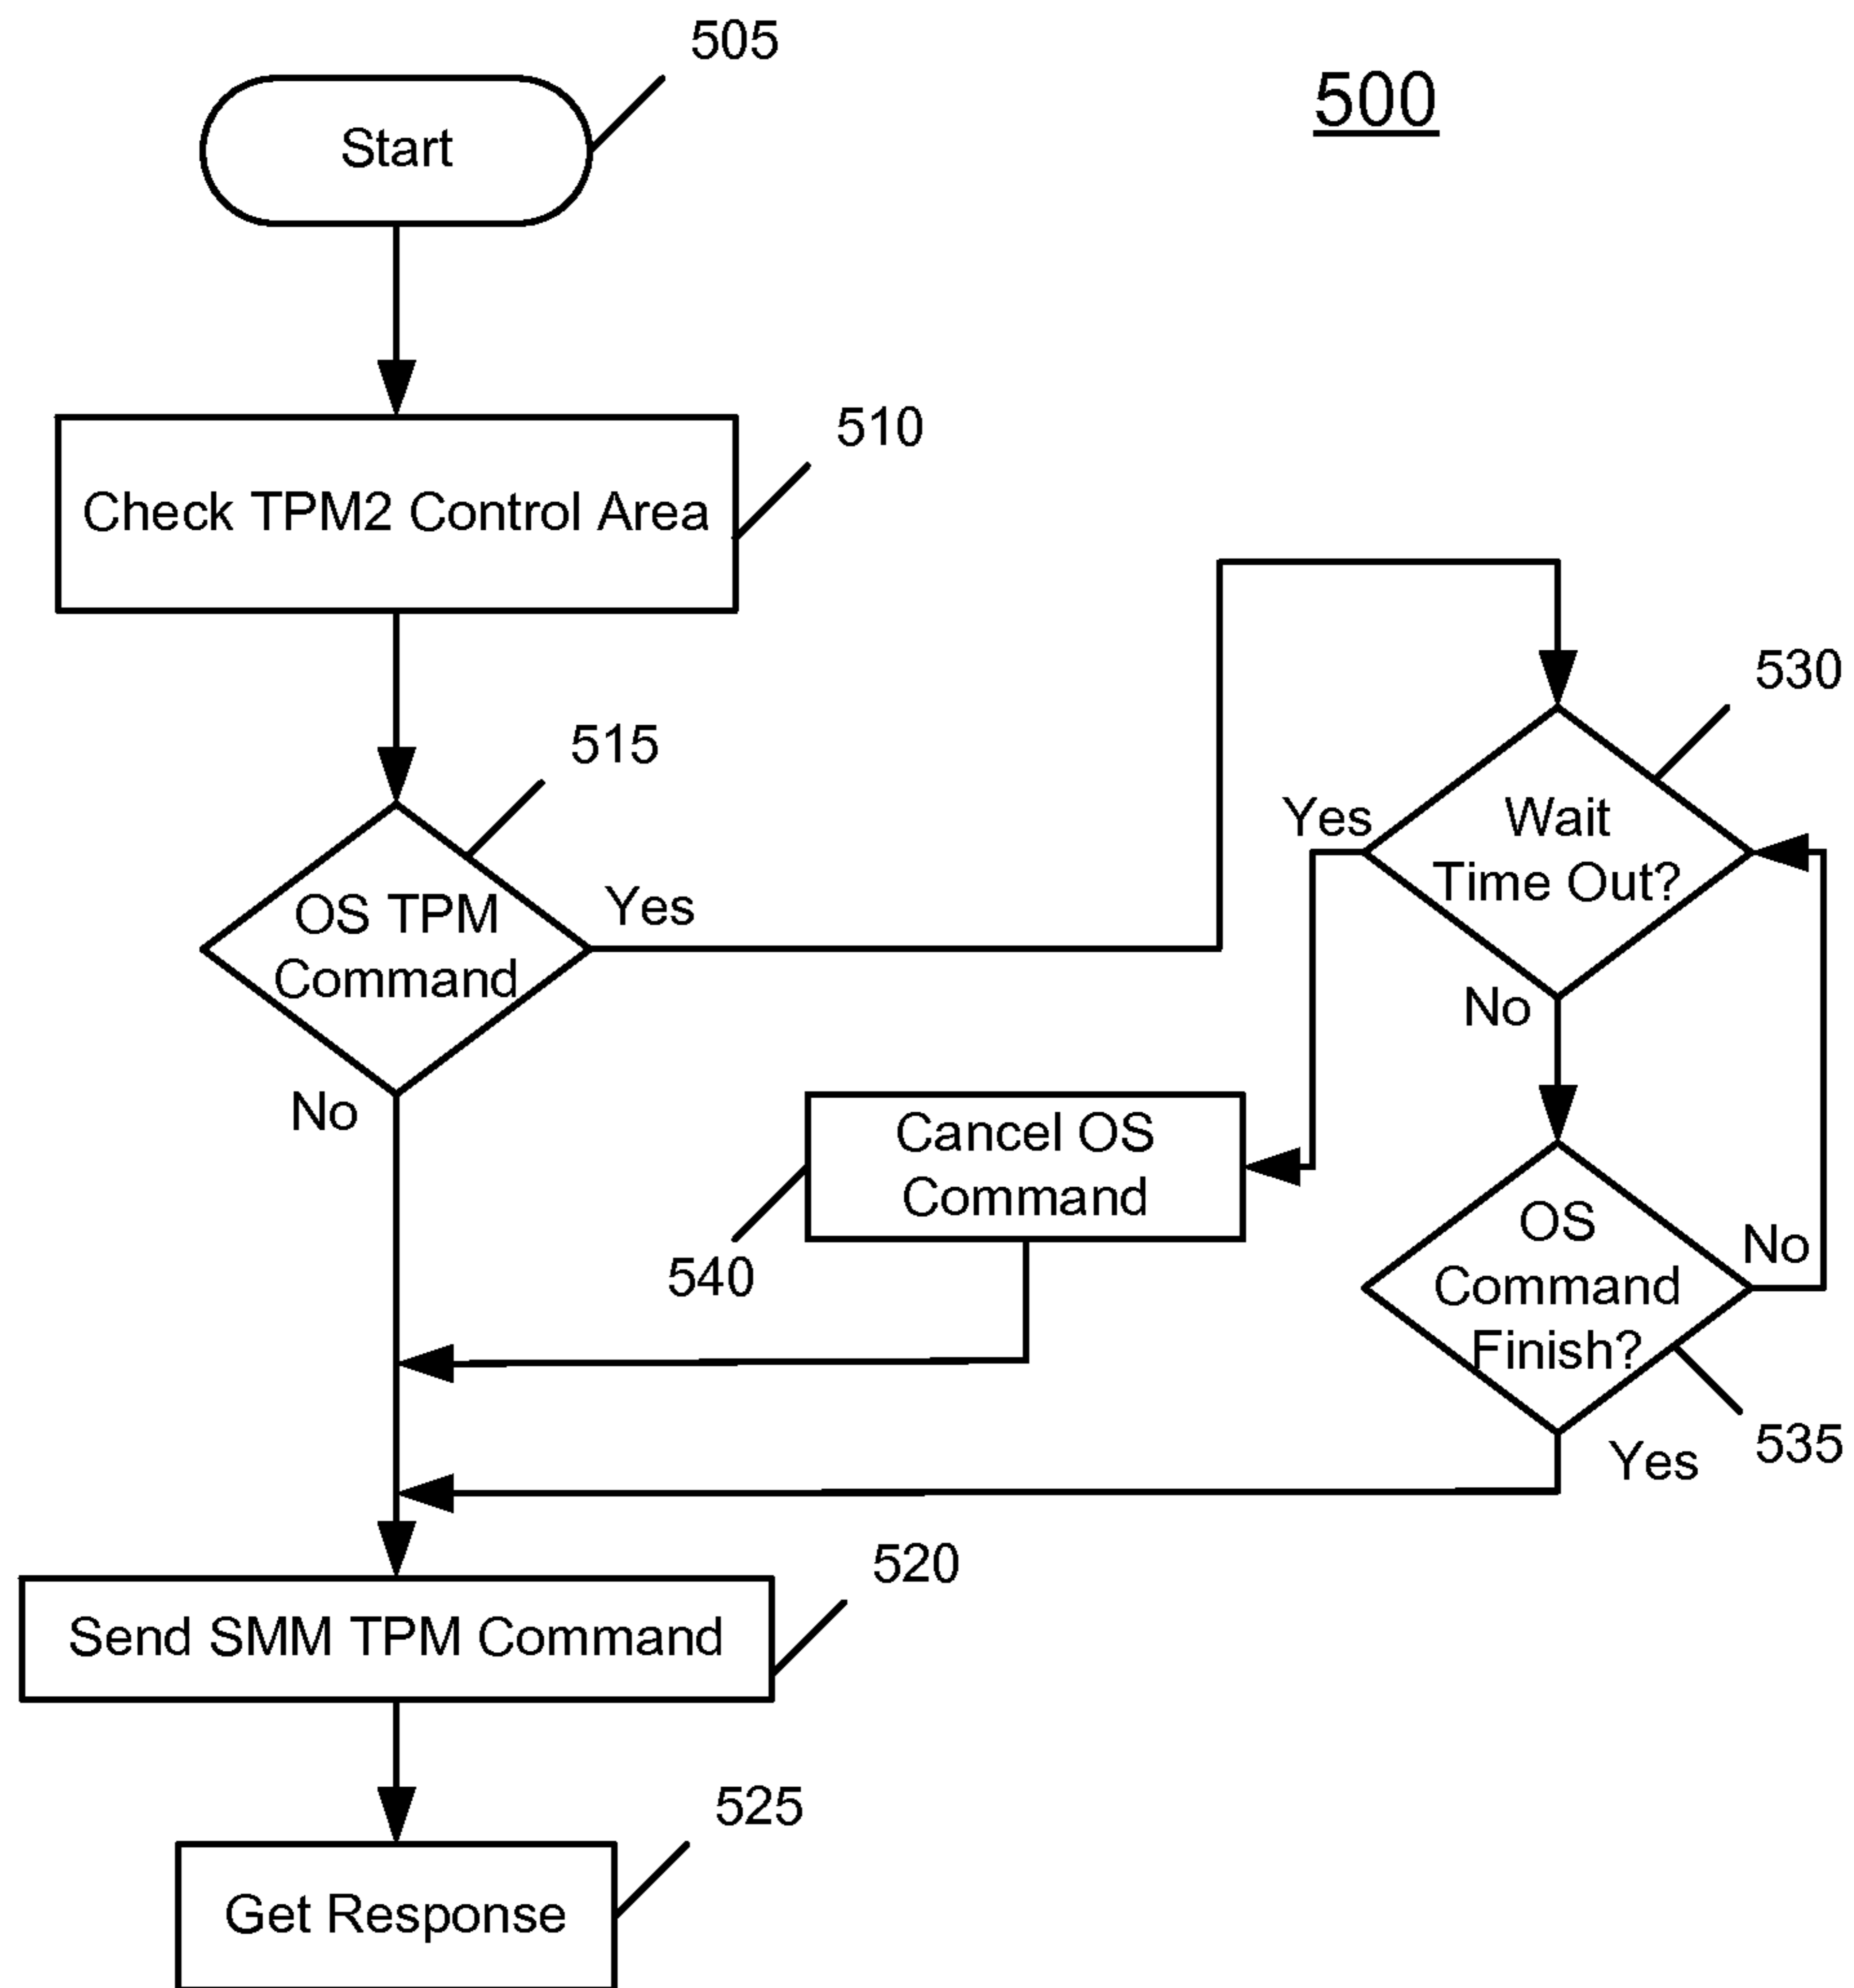 505
500
Start
510
Check TPM2 Control Area
530
515
Yes
Wait
Time Out?
OS TPM
Command
Yes
No
No
Cancel OS
Command
OS
Command
Finish?
No
540
535
Yes
520
Send SMM TPM Command
525
Get Response